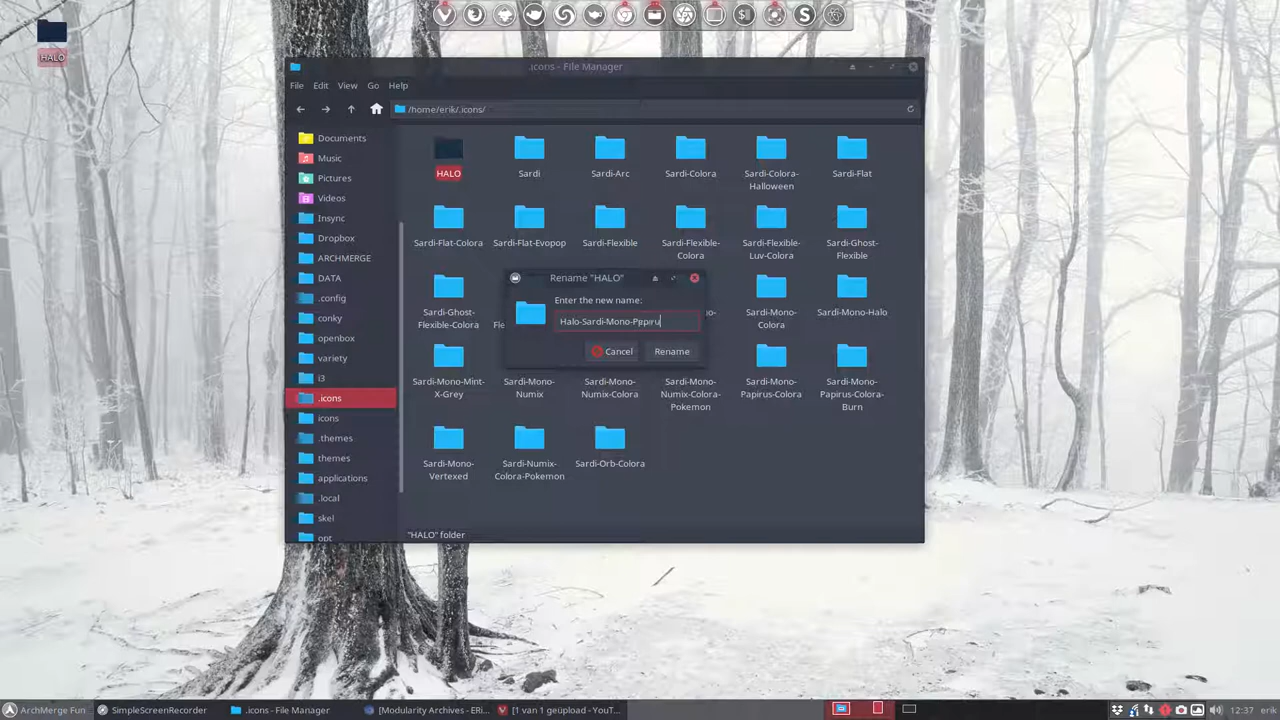 HALO
.icons - File Manager
File Edit View Go Help
/home/erik/.icons/
Documents
Music
Pictures
Videos
Insync
Dropbox
ARCHMERGE
DATA
.config
conky
openbox
variety
i3
.icons
icons
.themes
themes
applications
.local
skel
opt
HALO
Sardi
Sardi-Arc
Sardi-Colora
Sardi-Colora-
Halloween
Sardi-Flat
Sardi-Flat-Colora
Sardi-Flat-Evopop
Sardi-Flexible
Sardi-Flexible-
Colora
Sardi-Flexible-
Luv-Colora
Sardi-Ghost-
Flexible
Sardi-Ghost-
Flexible-Colora
Fle
uo-
Sardi-Mono-
Colora
Sardi-Mono-Halo
Rename "HALO"
Enter the new name:
Cancel
Rename
Sardi-Mono-Mint-
X-Grey
Sardi-Mono-
Numix
Sardi-Mono-
Numix-Colora
Sardi-Mono-
Numix-Colora-
Pokemon
Sardi-Mono-
Papirus-Colora
Sardi-Mono-
Papirus-Colora-
Burn
Sardi-Mono-
Vertexed
Sardi-Numix-
Colora-Pokemon
Sardi-Orb-Colora
"HALO" folder
ArchMerge Fun
SimpleScreenRecorder
.icons - File Manager
[Modularity Archives - ERi...
[1 van 1 geüpload - YouT...
12:37 erik